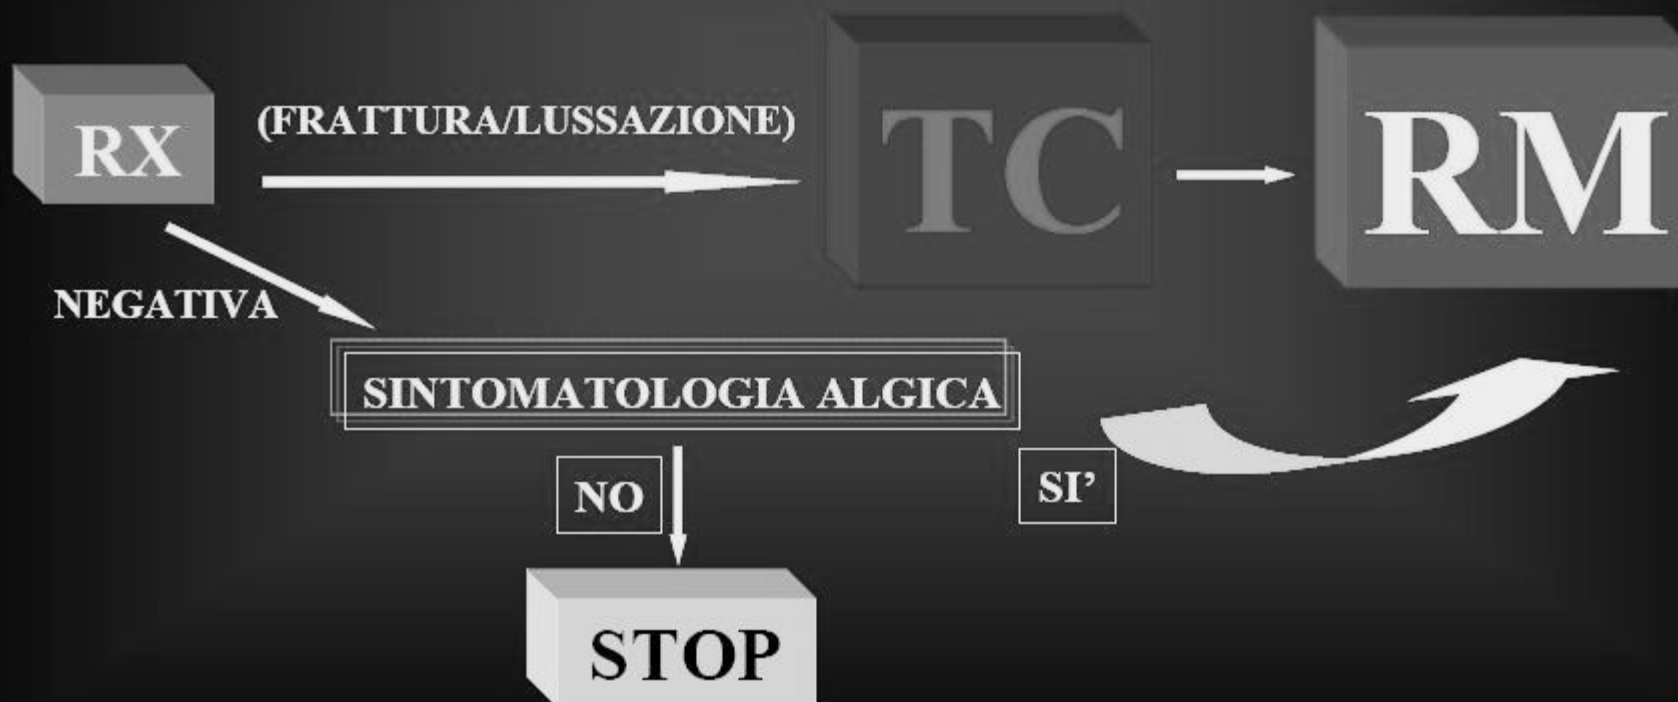 RX
(FRATTURA/LUSSAZIONE)
TC
RM
NEGATIVA
SINTOMATOLOGIA ALGICA
NO
SI’
STOP